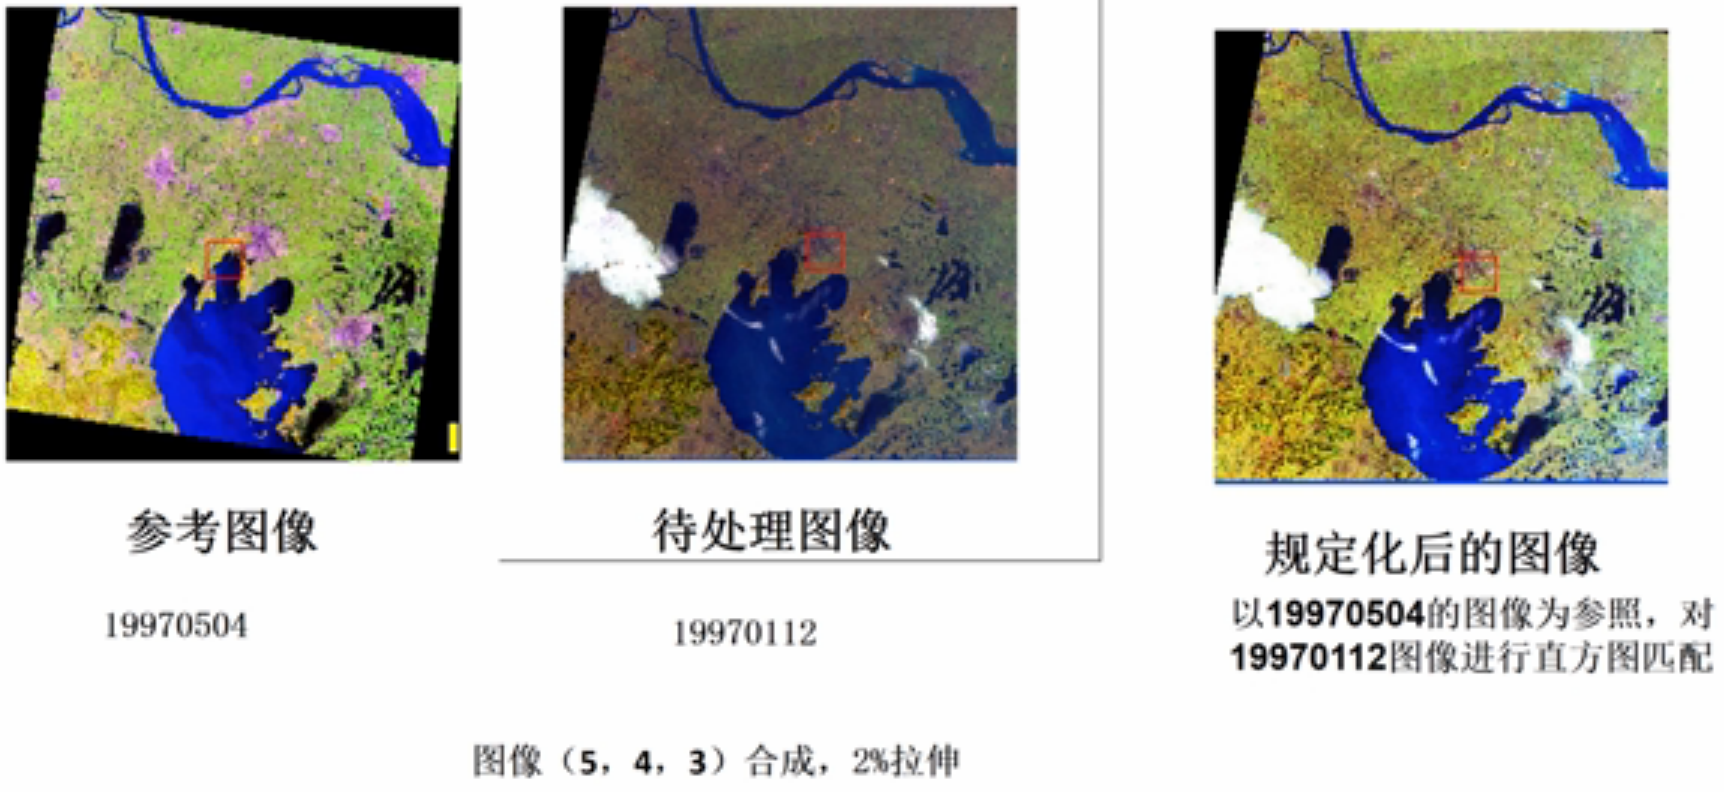 参考图像
待处理图像
规定化后的图像
19970504
19970112
以19970504的图像为参照，对
19970112图像进行直方图匹配
图像（5，4，3）合成，2%拉伸